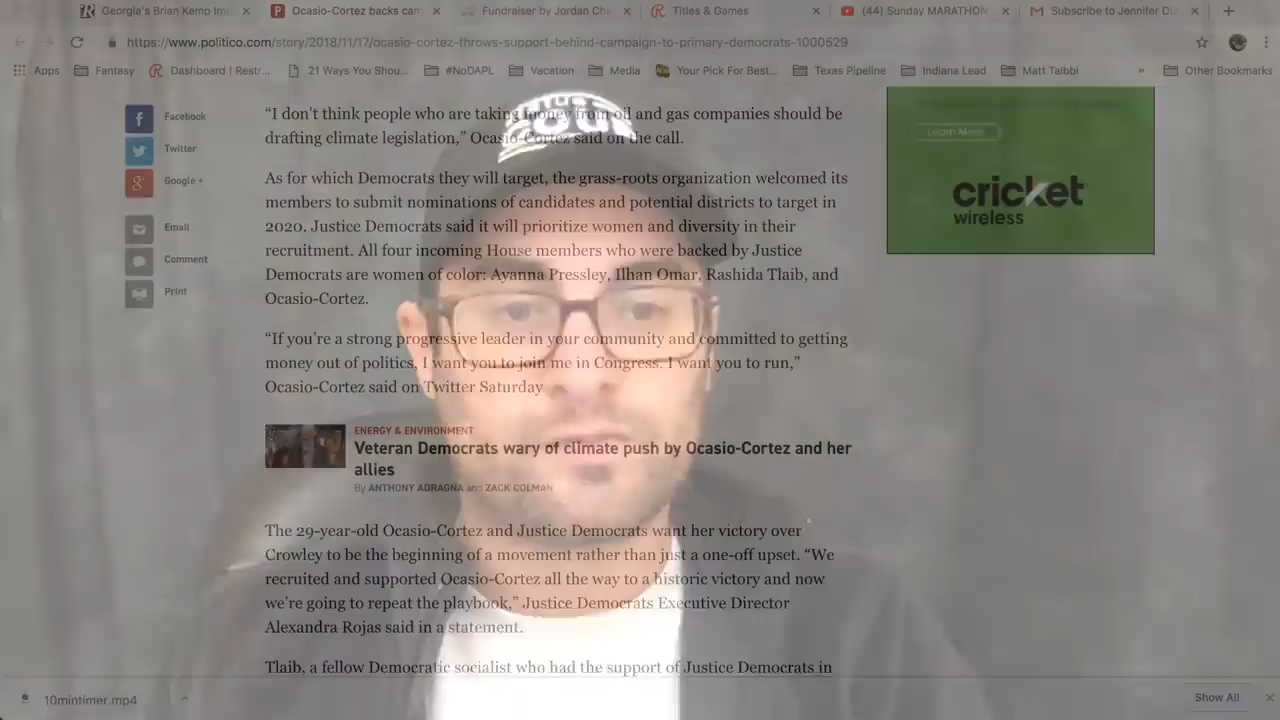 Georgia's Brian Kemp Im
Ocasio-Cortez backs cam
Fundraiser by Jordan Cha
Titles & Games
(44) Sunday MARATHON
Subscribe to Jennifer Di
https://www.politico.com/story/2018/11/17/ocasio-cortez-throws-support-behind-campaign-to-primary-democrats-1000529
Apps
Fantasy
Dashboard | Restr...
21 Ways You Shou...
#NoDAPL
Vacation
Media
Your Pick For Best...
Texas Pipeline
Indiana Lead
Matt Taibbi
»
Other Bookmarks
Facebook
Twitter
Google +
Email
Comment
Print
“I don't think people who are taking money from oil and gas companies should be
drafting climate legislation,” Ocasio-Cortez said on the call.
As for which Democrats they will target, the grass-roots organization welcomed its
members to submit nominations of candidates and potential districts to target in
2020. Justice Democrats said it will prioritize women and diversity in their
recruitment. All four incoming House members who were backed by Justice
Democrats are women of color: Ayanna Pressley, Ilhan Omar, Rashida Tlaib, and
Ocasio-Cortez.
“If you're a strong progressive leader in your community and committed to getting
money out of politics, I want you to join me in Congress. I want you to run,”
Ocasio-Cortez said on Twitter Saturday
ENERGY & ENVIRONMENT
Veteran Democrats wary of climate push by Ocasio-Cortez and her
allies
By ANTHONY ADRAGNA and ZACK COLMAN
The 29-year-old Ocasio-Cortez and Justice Democrats want her victory over
Crowley to be the beginning of a movement rather than just a one-off upset. “We
recruited and supported Ocasio-Cortez all the way to a historic victory and now
we're going to repeat the playbook,” Justice Democrats Executive Director
Alexandra Rojas said in a statement.
Tlaib, a fellow Democratic socialist who had the support of Justice Democrats in
Learn More
cricket
wireless
10mintimer.mp4
Show All